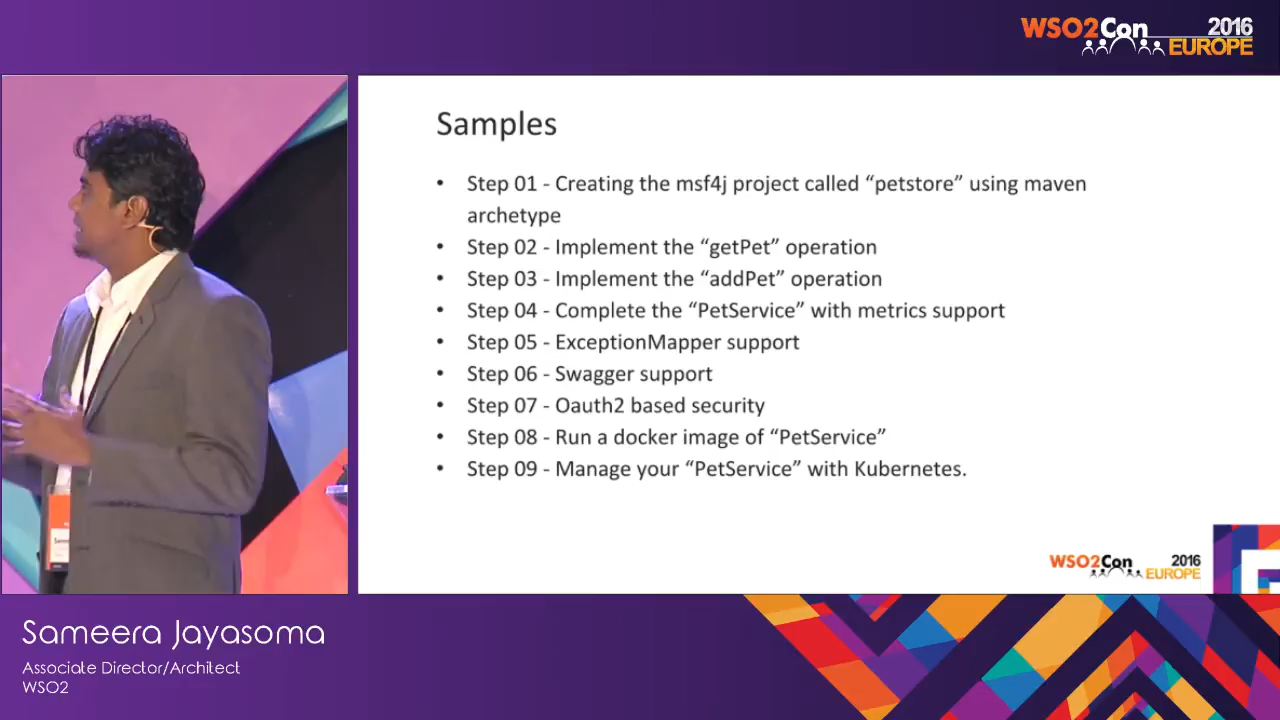 WSO2Con 2016
EUROPE
Samples
• Step 01 - Creating the msf4j project called “petstore” using maven
archetype
• Step 02 - Implement the “getPet” operation
• Step 03 - Implement the “addPet” operation
• Step 04 - Complete the “PetService” with metrics support
• Step 05 - ExceptionMapper support
• Step 06 - Swagger support
• Step 07 - Oauth2 based security
• Step 08 - Run a docker image of “PetService”
• Step 09 - Manage your “PetService” with Kubernetes.
WSO2Con 2016
EUROPE
Sameera Jayasoma
Associate Director/Architect
WSO2